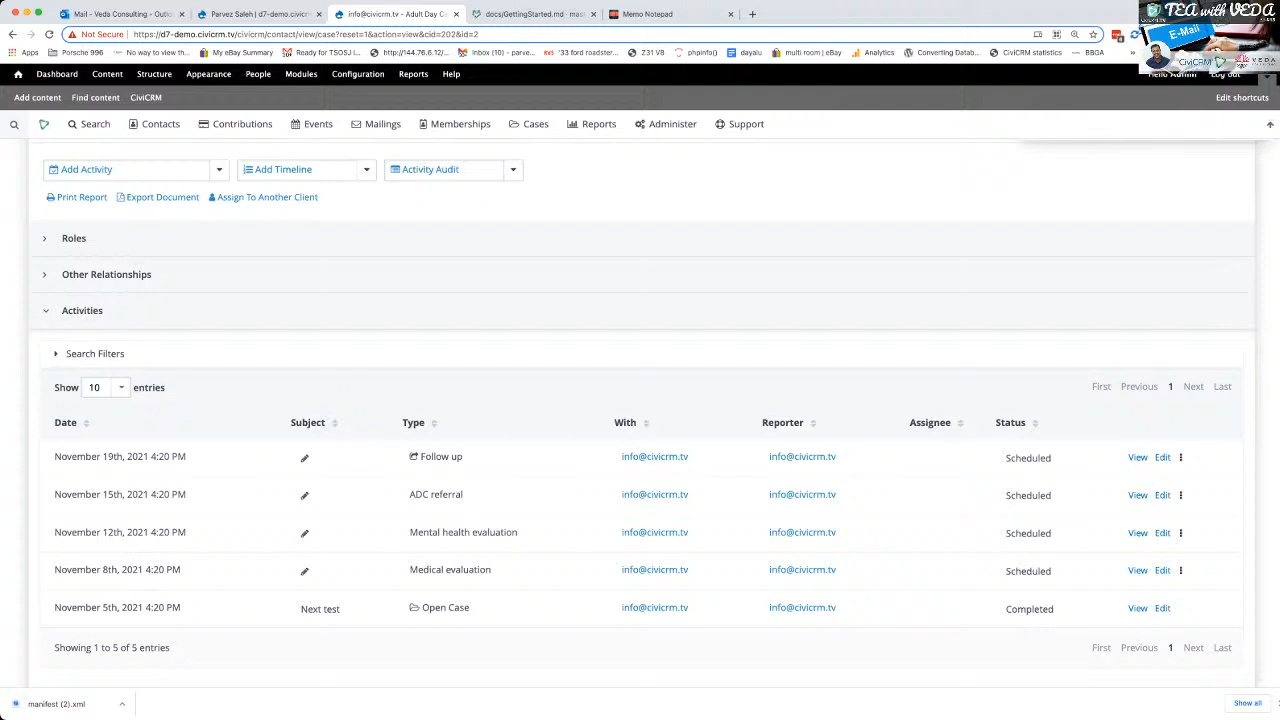 Mail - Veda Consulting - Outlo
Parvez Saleh | d7-demo.civicrm
info@civicrm.tv - Adult Day C
docs/GettingStarted.md · mas
Memo Notepad
TEA with VEDA
E-Mail
CiviCRM
VEDA
Not Secure | https://d7-demo.civicrm.tv/civicrm/contact/view/case?reset=1&action=view&cid=202&id=2
Apps
Porsche 996
No way to view th...
My eBay Summary
Ready for TSOSJ I...
http://144.76.6.12/...
Inbox (10) - parve...
'33 ford roadster...
Z31 V8
phpinfo()
dayalu
multi room | eBay
Analytics
Converting Datab...
CiviCRM statistics
BBGA
»
Dashboard Content Structure Appearance People Modules Configuration Reports Help
Hello Admin Log out
Add content Find content CiviCRM
Edit shortcuts
Search Contacts Contributions Events Mailings Memberships Cases Reports Administer Support
Add Activity
Add Timeline
Activity Audit
Print Report Export Document Assign To Another Client
Roles
Other Relationships
Activities
Search Filters
Show 10 entries
First Previous 1 Next Last
Date Subject Type With Reporter Assignee Status
November 19th, 2021 4:20 PM Follow up info@civicrm.tv info@civicrm.tv Scheduled View Edit
November 15th, 2021 4:20 PM ADC referral info@civicrm.tv info@civicrm.tv Scheduled View Edit
November 12th, 2021 4:20 PM Mental health evaluation info@civicrm.tv info@civicrm.tv Scheduled View Edit
November 8th, 2021 4:20 PM Medical evaluation info@civicrm.tv info@civicrm.tv Scheduled View Edit
November 5th, 2021 4:20 PM Next test Open Case info@civicrm.tv info@civicrm.tv Completed View Edit
Showing 1 to 5 of 5 entries
First Previous 1 Next Last
manifest (2).xml
Show all